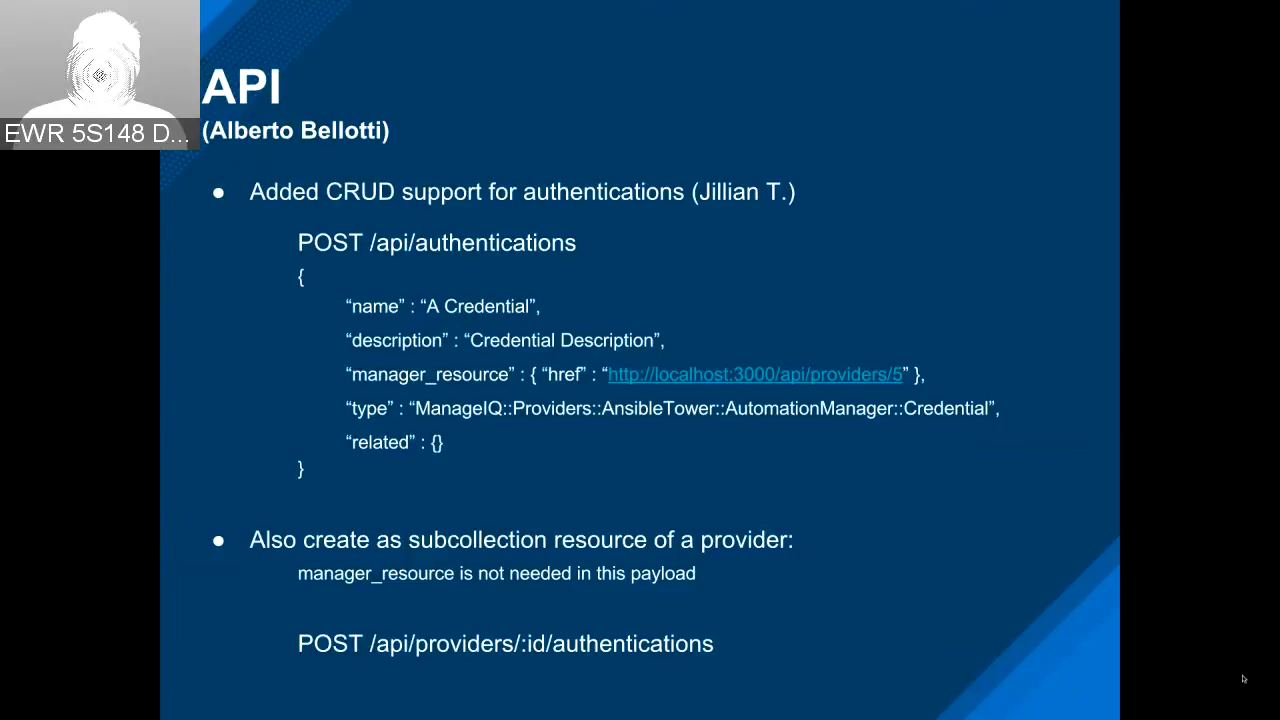 API
EWR 5S148 D...
(Alberto Bellotti)
● Added CRUD support for authentications (Jillian T.)
POST /api/authentications
{
“name” : “A Credential”,
“description” : “Credential Description”,
“manager_resource” : { “href” : “http://localhost:3000/api/providers/5” },
“type” : “ManageIQ::Providers::AnsibleTower::AutomationManager::Credential”,
“related” : {}
}
● Also create as subcollection resource of a provider:
manager_resource is not needed in this payload
POST /api/providers/:id/authentications